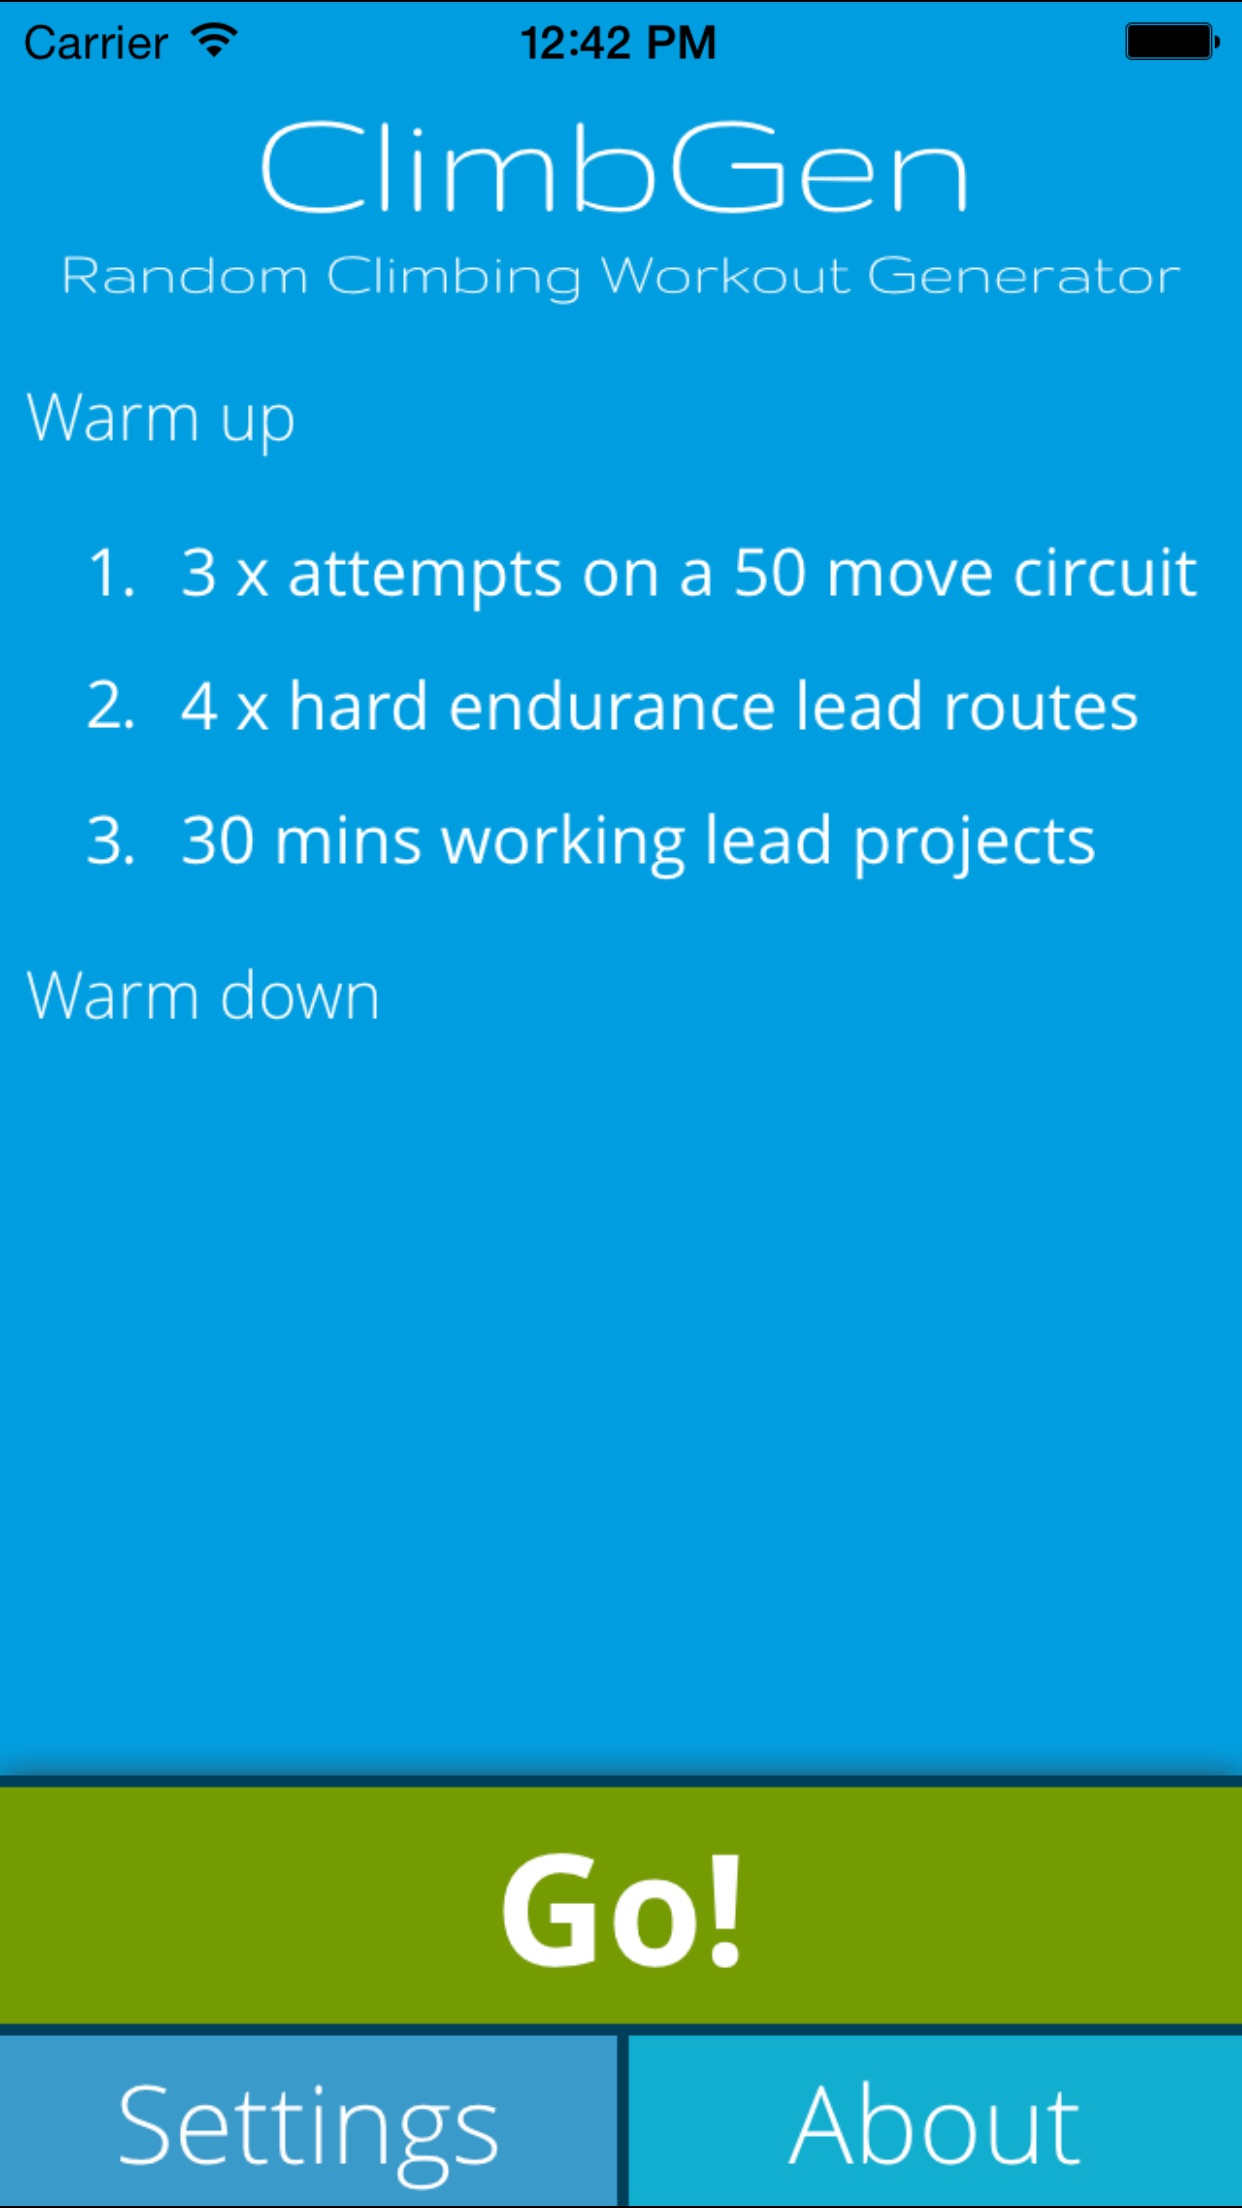 Carrier 12:42 PM
ClimbGen
Random Climbing Workout Generator
Warm up
1. 3 x attempts on a 50 move circuit
2. 4 x hard endurance lead routes
3. 30 mins working lead projects
Warm down
Go!
Settings About